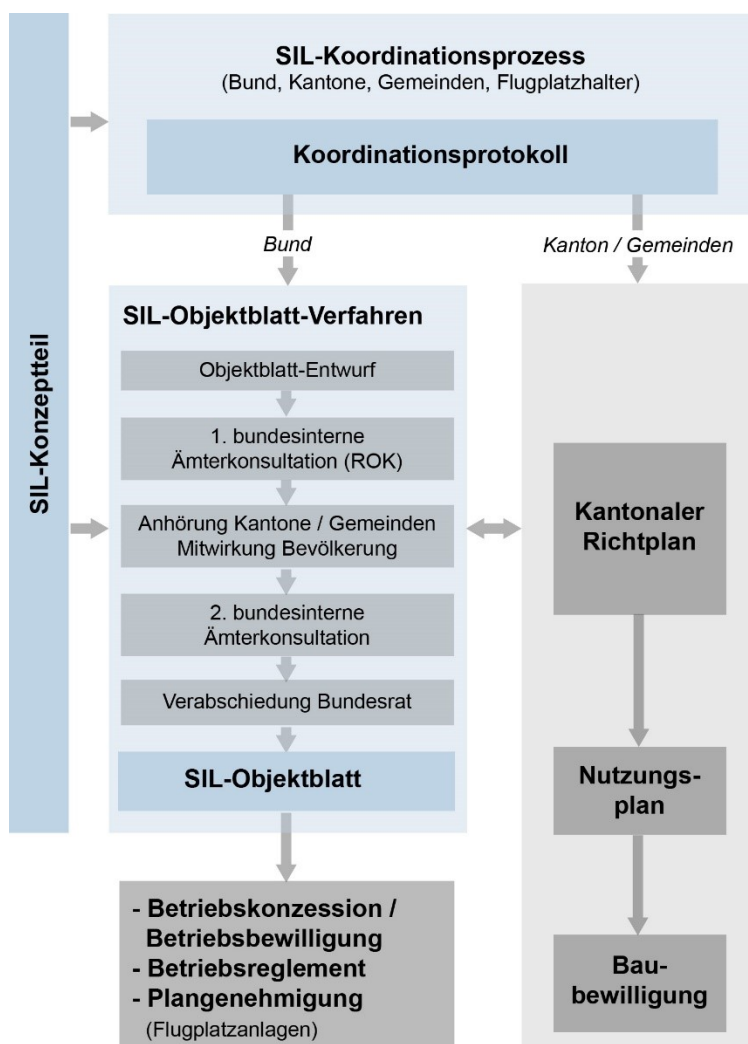 SIL-Konzeptteil
SIL-Koordinationsprozess
(Bund, Kantone, Gemeinden, Flugplatzhalter)
Koordinationsprotokoll
Bund
Kanton / Gemeinden
SIL-Objektblatt-Verfahren
Objektblatt-Entwurf
1. bundesinterne
Ämterkonsultation (ROK)
Anhörung Kantone / Gemeinden
Mitwirkung Bevölkerung
2. bundesinterne
Ämterkonsultation
Verabschiedung Bundesrat
SIL-Objektblatt
- Betriebskonzession /
Betriebsbewilligung
- Betriebsreglement
- Plangenehmigung
(Flugplatzanlagen)
Kantonaler
Richtplan
Nutzungs-
plan
Bau-
bewilligung